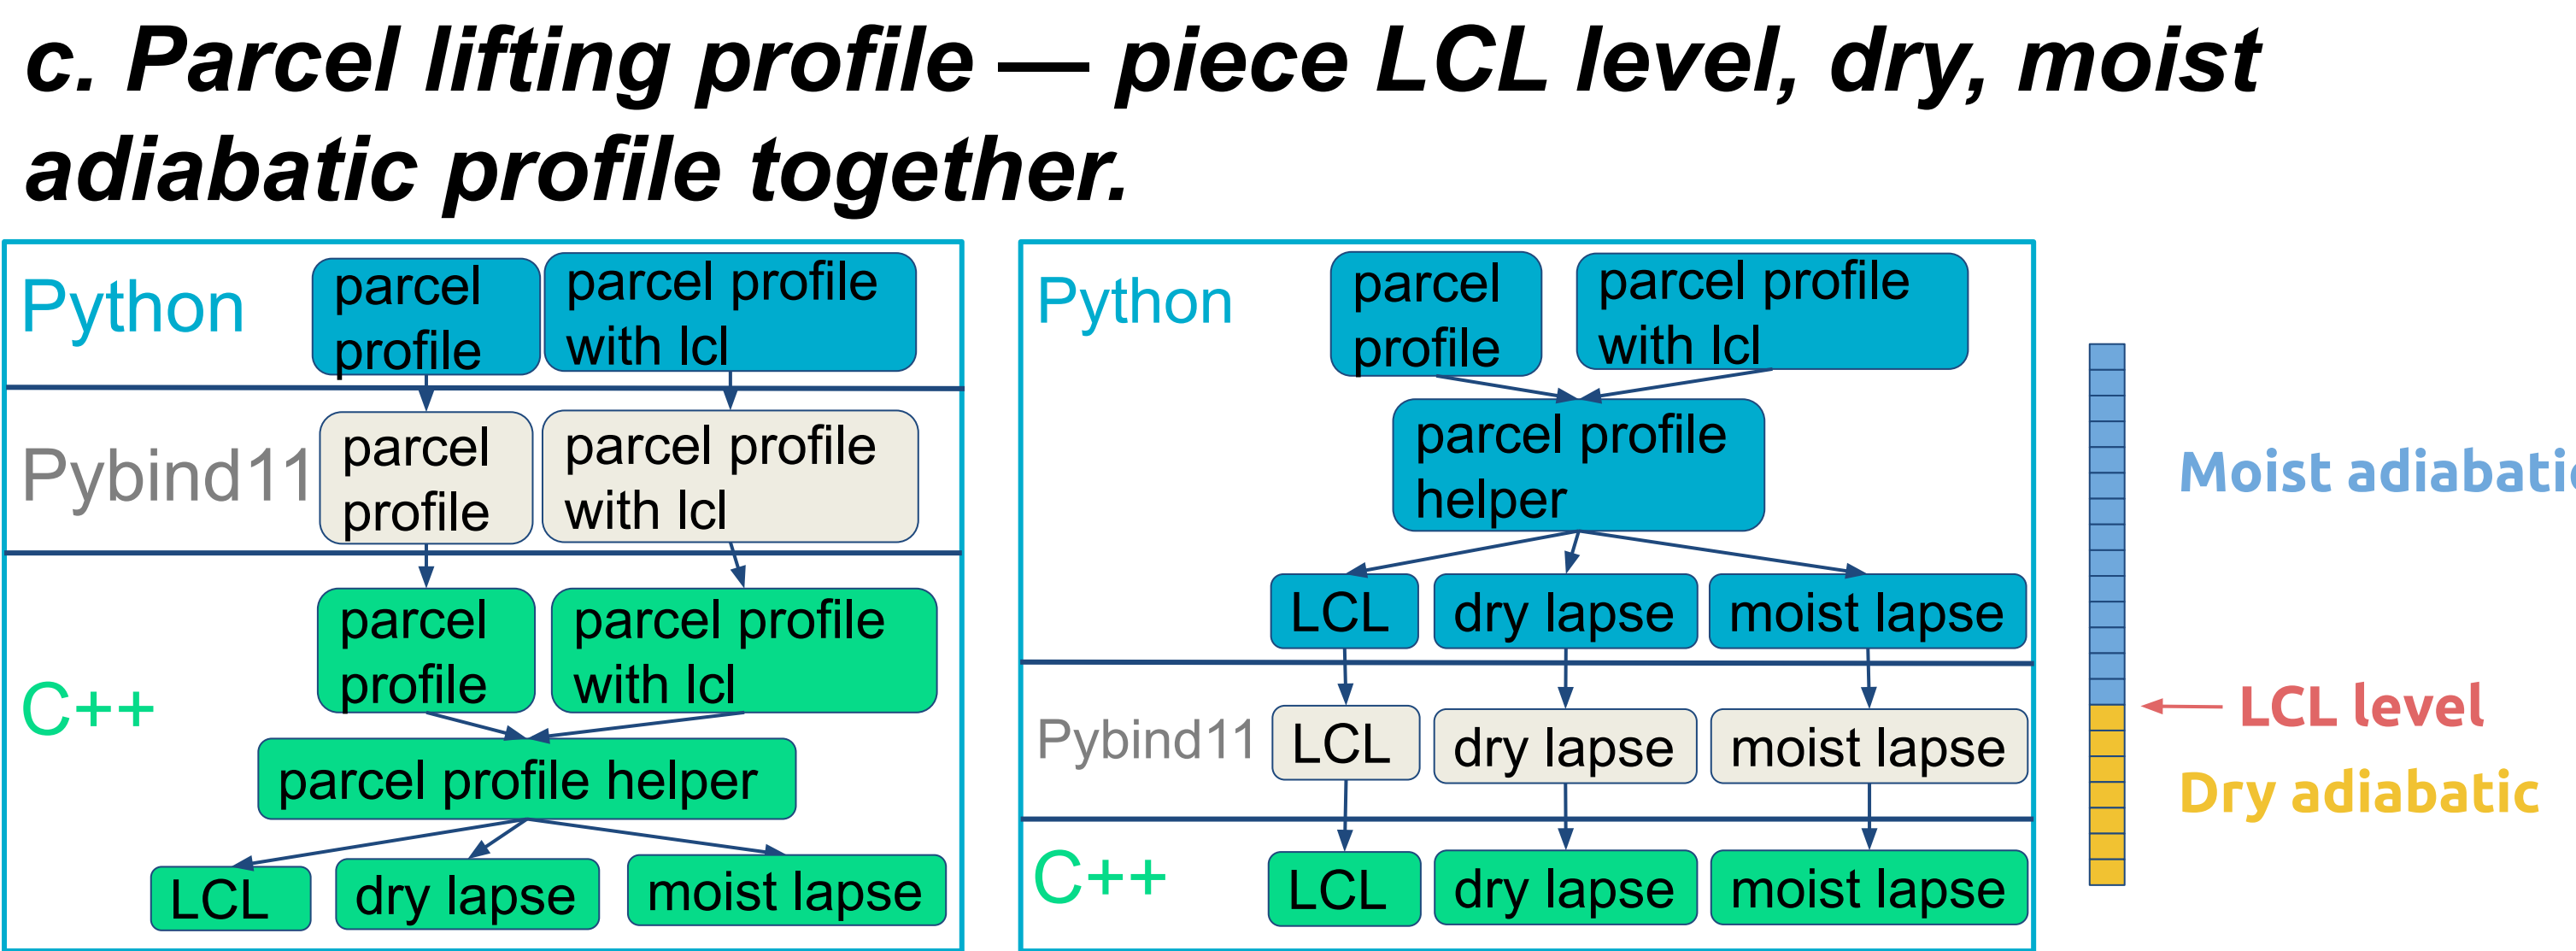 c. Parcel lifting profile — piece LCL level, dry, moist
adiabatic profile together.
Python
parcel
profile
parcel profile
with lcl
Pybind11
parcel
profile
parcel profile
with lcl
C++
parcel
profile
parcel profile
with lcl
parcel profile helper
LCL
dry lapse
moist lapse
Python
parcel
profile
parcel profile
with lcl
parcel profile
helper
LCL
dry lapse
moist lapse
Pybind11
LCL
dry lapse
moist lapse
C++
LCL
dry lapse
moist lapse
Moist adiabatic
LCL level
Dry adiabatic